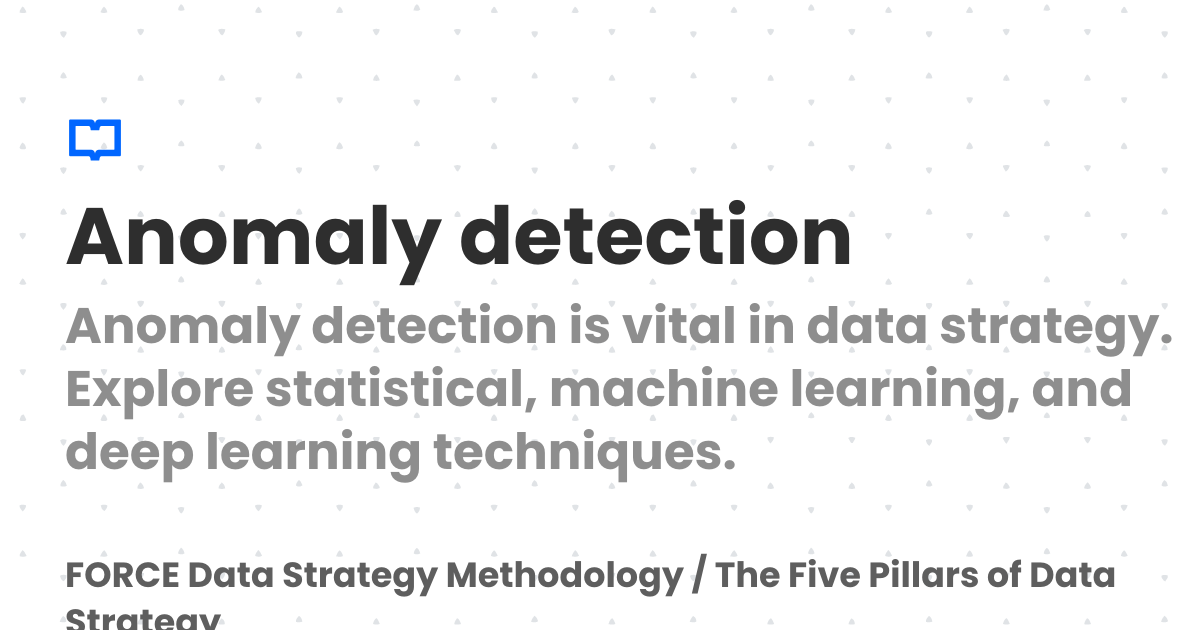 Anomaly detection
Anomaly detection is vital in data strategy.
Explore statistical, machine learning, and
deep learning techniques.
FORCE Data Strategy Methodology / The Five Pillars of Data
Strategy